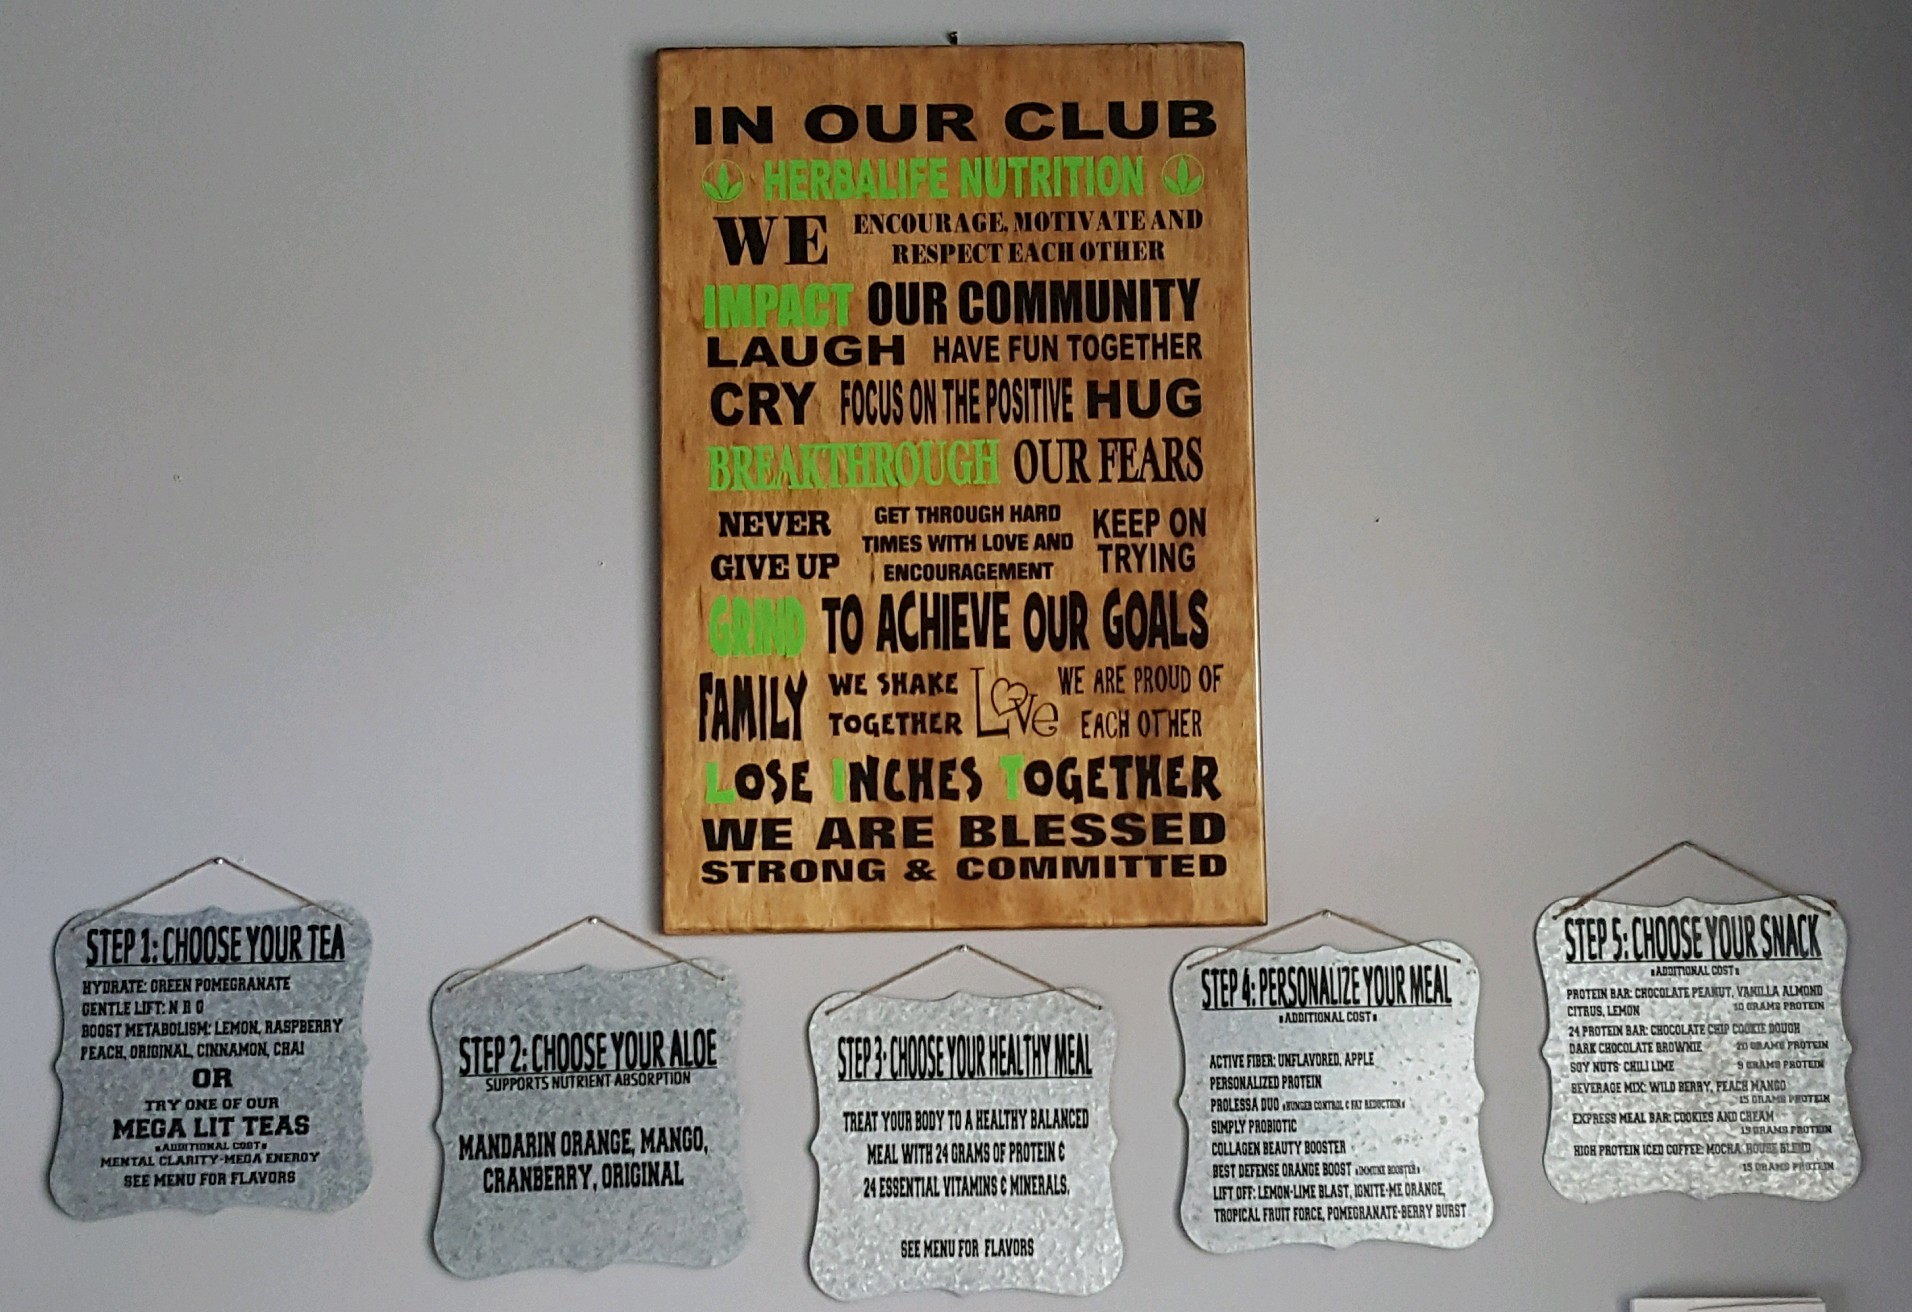 IN OUR CLUB
HERBALIFE NUTRITION
WE ENCOURAGE, MOTIVATE AND
RESPECT EACH OTHER
IMPACT OUR COMMUNITY
LAUGH HAVE FUN TOGETHER
CRY FOCUS ON THE POSITIVE HUG
BREAKTHROUGH OUR FEARS
NEVER
GIVE UP
GET THROUGH HARD
TIMES WITH LOVE AND
ENCOURAGEMENT
KEEP ON
TRYING
GRIND TO ACHIEVE OUR GOALS
FAMILY
WE SHAKE
TOGETHER
Love
WE ARE PROUD OF
EACH OTHER
LOSE INCHES TOGETHER
WE ARE BLESSED
STRONG & COMMITTED
STEP 1: CHOOSE YOUR TEA
HYDRATE: GREEN POMEGRANATE
GENTLE LIFT: N R G
BOOST METABOLISM: LEMON, RASPBERRY
PEACH, ORIGINAL, CINNAMON, CHAI
OR
TRY ONE OF OUR
MEGA LIT TEAS
*ADDITIONAL COST*
MENTAL CLARITY-MEGA ENERGY
SEE MENU FOR FLAVORS
STEP 2: CHOOSE YOUR ALOE
SUPPORTS NUTRIENT ABSORPTION
MANDARIN ORANGE, MANGO,
CRANBERRY, ORIGINAL
STEP 3: CHOOSE YOUR HEALTHY MEAL
TREAT YOUR BODY TO A HEALTHY BALANCED
MEAL WITH 24 GRAMS OF PROTEIN &
24 ESSENTIAL VITAMINS & MINERALS.
SEE MENU FOR FLAVORS
STEP 4: PERSONALIZE YOUR MEAL
*ADDITIONAL COST*
ACTIVE FIBER: UNFLAVORED, APPLE
PERSONALIZED PROTEIN
PROLESSA DUO *HUNGER CONTROL & FAT REDUCTION*
SIMPLY PROBIOTIC
COLLAGEN BEAUTY BOOSTER
BEST DEFENSE ORANGE BOOST *IMMUNE BOOSTER*
LIFT OFF: LEMON-LIME BLAST, IGNITE-ME ORANGE,
TROPICAL FRUIT FORCE, POMEGRANATE-BERRY BURST
STEP 5: CHOOSE YOUR SNACK
*ADDITIONAL COST*
PROTEIN BAR: CHOCOLATE PEANUT, VANILLA ALMOND
CITRUS, LEMON 10 GRAMS PROTEIN
24 PROTEIN BAR: CHOCOLATE CHIP COOKIE DOUGH
DARK CHOCOLATE BROWNIE 20 GRAMS PROTEIN
SOY NUTS: CHILI LIME 9 GRAMS PROTEIN
BEVERAGE MIX: WILD BERRY, PEACH MANGO
15 GRAMS PROTEIN
EXPRESS MEAL BAR: COOKIES AND CREAM
15 GRAMS PROTEIN
HIGH PROTEIN ICED COFFEE: MOCHA, HOUSE BLEND
15 GRAMS PROTEIN